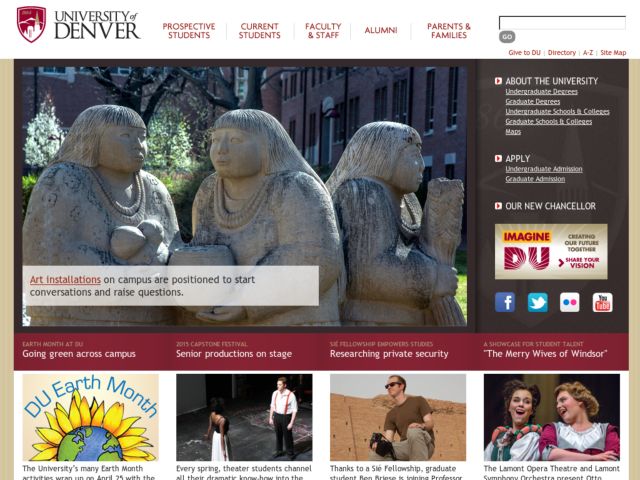 UNIVERSITY of
DENVER
PROSPECTIVE
STUDENTS
CURRENT
STUDENTS
FACULTY
& STAFF
ALUMNI
PARENTS &
FAMILIES
GO
Give to DU | Directory | A-Z | Site Map
ABOUT THE UNIVERSITY
Undergraduate Degrees
Graduate Degrees
Undergraduate Schools & Colleges
Graduate Schools & Colleges
Maps
APPLY
Undergraduate Admission
Graduate Admission
OUR NEW CHANCELLOR
IMAGINE
DU
CREATING
OUR FUTURE
TOGETHER
SHARE YOUR
VISION
You
Tube
Art installations on campus are positioned to start
conversations and raise questions.
EARTH MONTH AT DU
Going green across campus
2015 CAPSTONE FESTIVAL
Senior productions on stage
SIÉ FELLOWSHIP EMPOWERS STUDIES
Researching private security
A SHOWCASE FOR STUDENT TALENT
"The Merry Wives of Windsor"
DU Earth Month
The University's many Earth Month
activities wrap up on April 25 with the
Every spring, theater students channel
all their dramatic know-how into the
Thanks to a Sié Fellowship, graduate
student Ben Briese is joining Professor
The Lamont Opera Theatre and Lamont
Symphony Orchestra present Otto